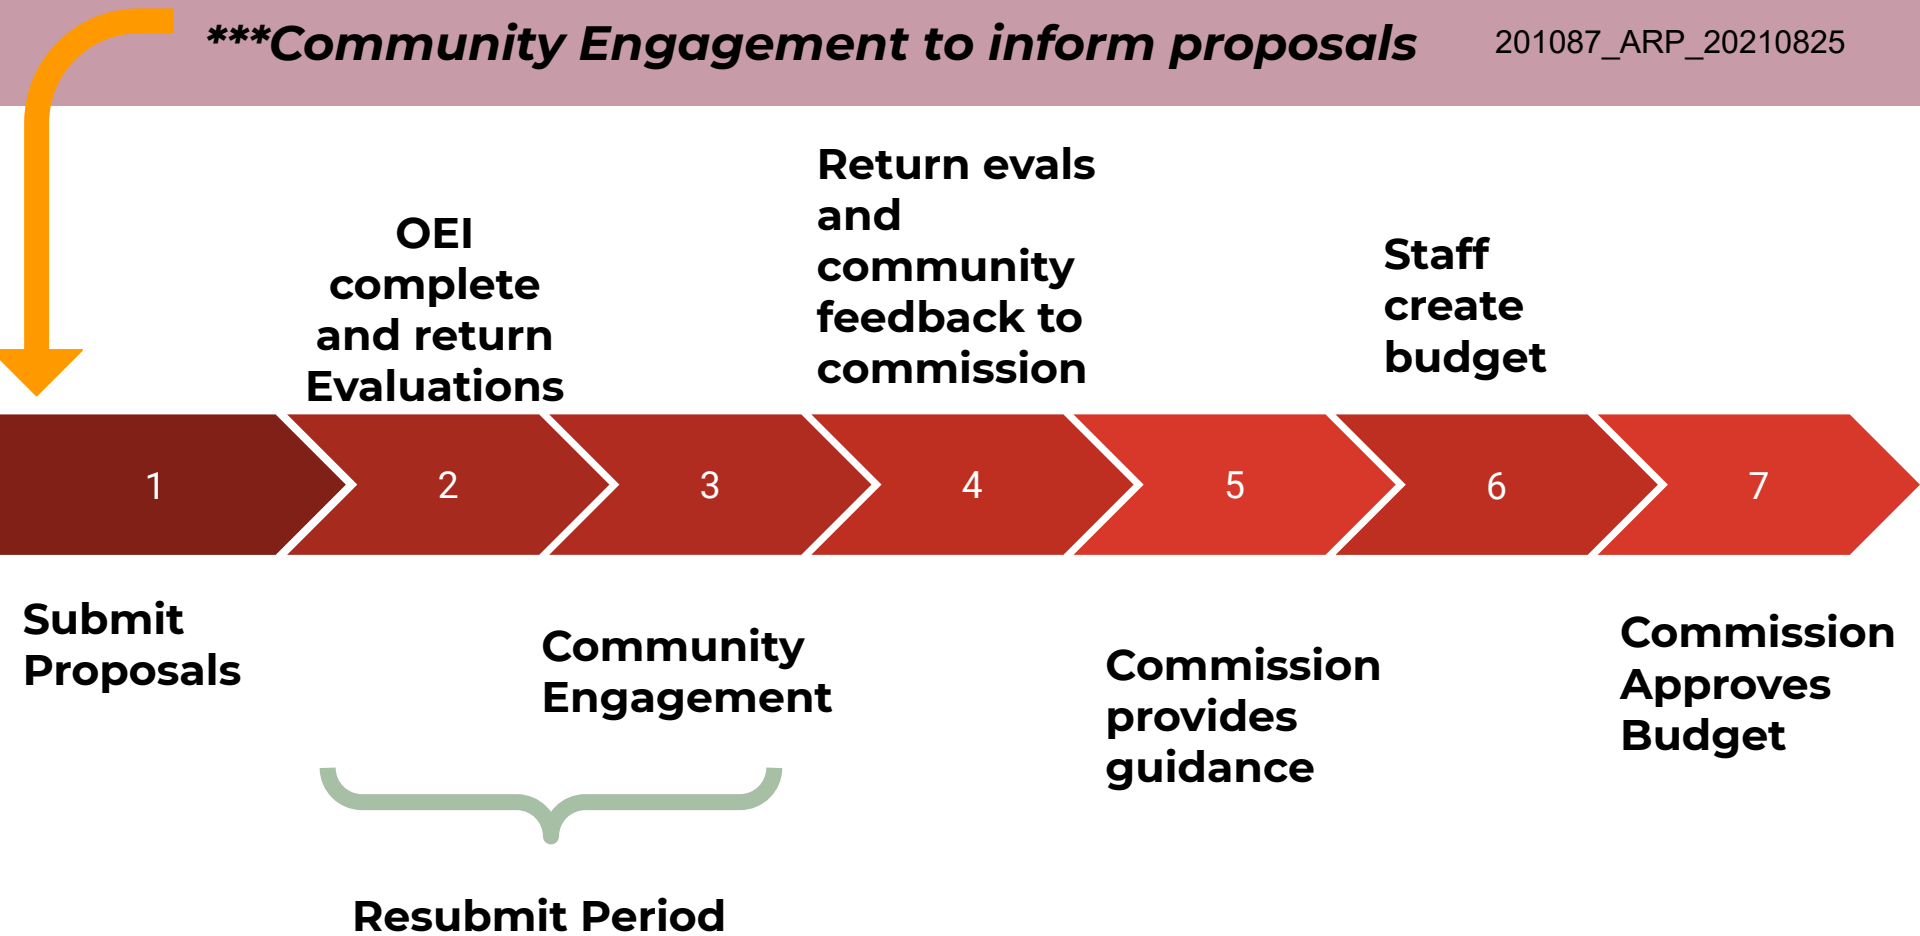 ***Community Engagement to inform proposals
201087_ARP_20210825
Return evals
and
community
feedback to
commission
OEI
complete
and return
Evaluations
Staff
create
budget
1
2
3
4
5
6
7
Submit
Proposals
Community
Engagement
Commission
provides
guidance
Commission
Approves
Budget
Resubmit Period